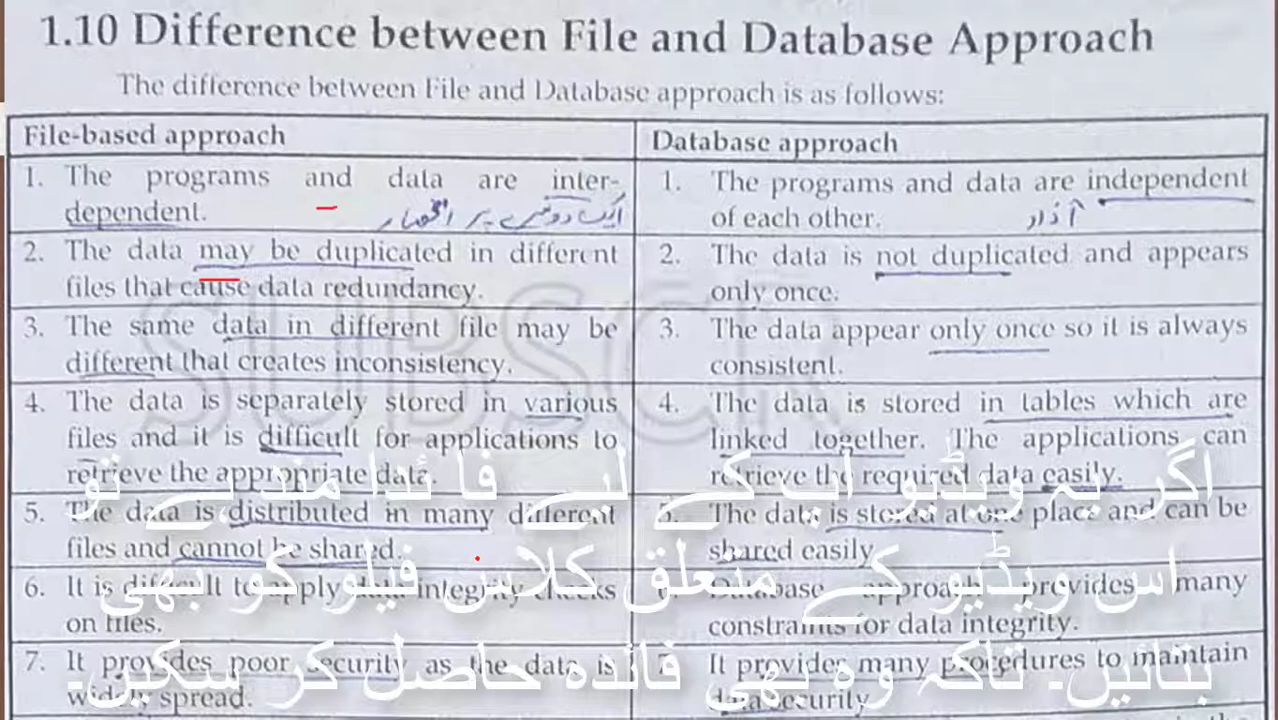 1.10 Difference between File and Database Approach
The difference between File and Database approach is as follows:
File-based approach
Database approach
1. The programs and data are inter-
dependent.
ایک دوسرے پر انحصار
1. The programs and data are independent
of each other.
آذار
2. The data may be duplicated in different
files that cause data redundancy.
2. The data is not duplicated and appears
only once.
3. The same data in different file may be
different that creates inconsistency.
3. The data appear only once so it is always
consistent.
4. The data is separately stored in various
files and it is difficult for applications to
retrieve the appropriate data.
4. The data is stored in tables which are
linked together. The applications can
retrieve the required data easily.
5. The data is distributed in many different
files and cannot be shared.
5. The data is stored at one place and can be
shared easily.
6. It is difficult to apply data integrity checks
on files.
6. Database approach provides many
constraints for data integrity.
7. It provides poor security as the data is
widely spread.
7. It provides many procedures to maintain
data security
SUBSCR
اگر یہ ویڈیو آپ کے لیے فائدا مند ہے تو
اس ویڈیو کے متعلق کلاس فیلو کو بھی
بتائیں۔ تاکہ وہ بھی فائدہ حاصل کر سکیں۔